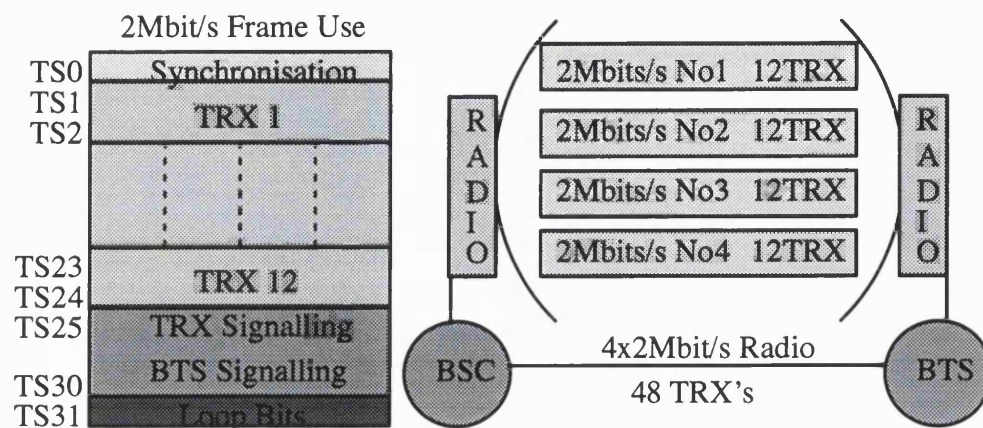 2Mbit/s Frame Use
TS0
Synchronisation
TS1
TRX 1
TS2
TS23
TRX 12
TS24
TS25
TRX Signalling
BTS Signalling
TS30
TS31
Loop Bits
RADIO
2Mbits/s No1 12TRX
2Mbits/s No2 12TRX
2Mbits/s No3 12TRX
2Mbits/s No4 12TRX
RADIO
BSC
4x2Mbit/s Radio
48 TRX's
BTS